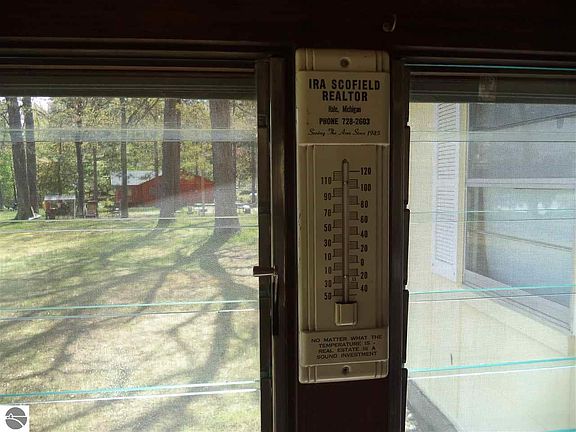 IRA SCOFIELD
REALTOR
Hale, Michigan
PHONE 728-2603
Serving The Area Since 1925
120
110
100
90
80
70
60
50
40
30
20
10
0
10
20
30
40
50
NO MATTER WHAT THE
TEMPERATURE IS -
REAL ESTATE IS A
SOUND INVESTMENT